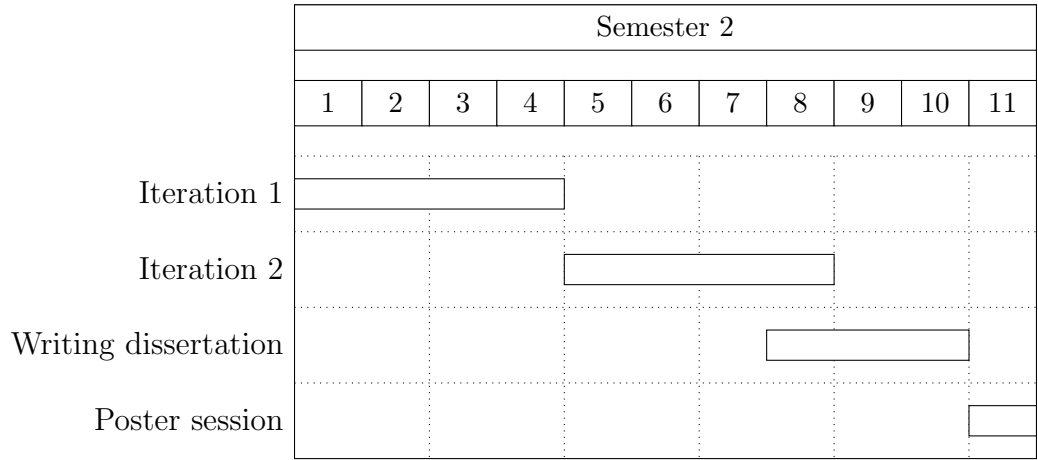 Semester 2
1 2 3 4 5 6 7 8 9 10 11
Iteration 1
Iteration 2
Writing dissertation
Poster session